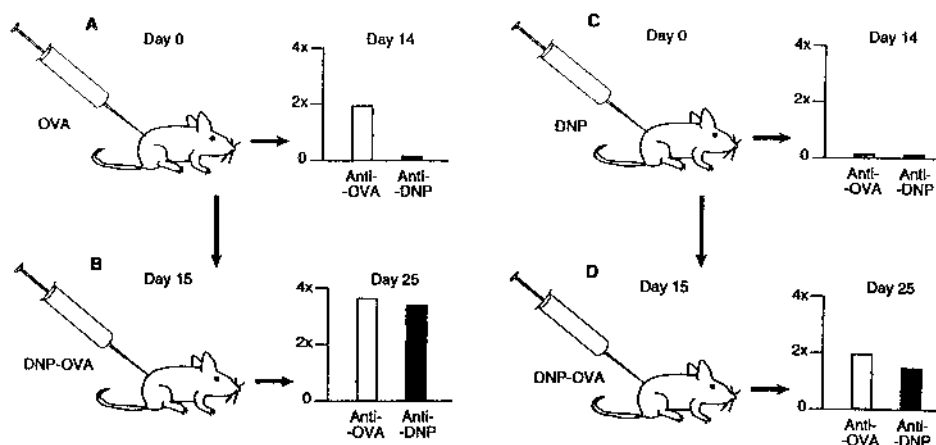 A
Day 0
OVA
Day 14
4x
2x
0
Anti-
-OVA
Anti-
-DNP
B
Day 15
DNP-OVA
Day 25
4x
2x
0
Anti-
-OVA
Anti-
-DNP
C
Day 0
DNP
Day 14
4x
2x
0
Anti-
-OVA
Anti-
-DNP
D
Day 15
DNP-OVA
Day 25
4x
2x
0
Anti-
-OVA
Anti-
-DNP